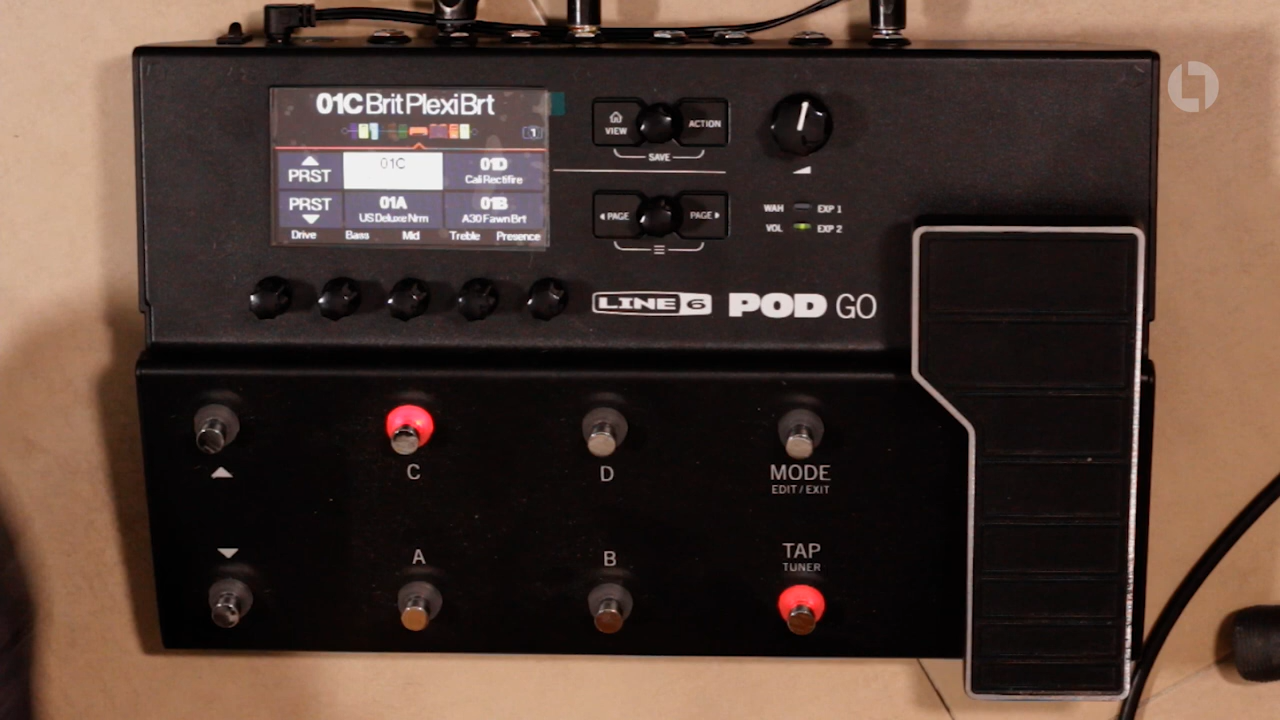 01C Brit Plexi Brt
1
PRST
01C
01D
Cali Rectifire
PRST
01A
US Deluxe Nrm
01B
A30 Fawn Brt
Drive Bass Mid Treble Presence
VIEW
ACTION
SAVE
PAGE
PAGE
WAH EXP 1
VOL EXP 2
LINE 6 POD GO
C
D
MODE
EDIT / EXIT
A
B
TAP
TUNER